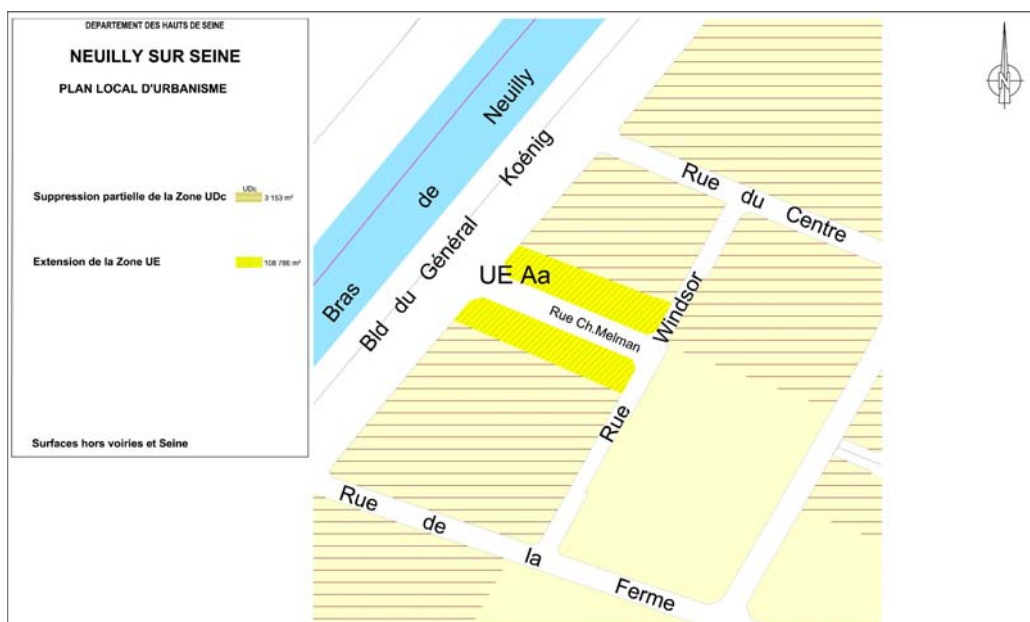 DEPARTEMENT DES HAUTS DE SEINE
NEUILLY SUR SEINE
PLAN LOCAL D'URBANISME
UDc
Suppression partielle de la Zone UDc 3 153 m²
Extension de la Zone UE 108 786 m²
Surfaces hors voiries et Seine
Bras de Neuilly
Bld du Général Koénig
Rue du Centre
UE Aa
Rue Ch.Melman
Rue Windsor
Rue de la Ferme
N